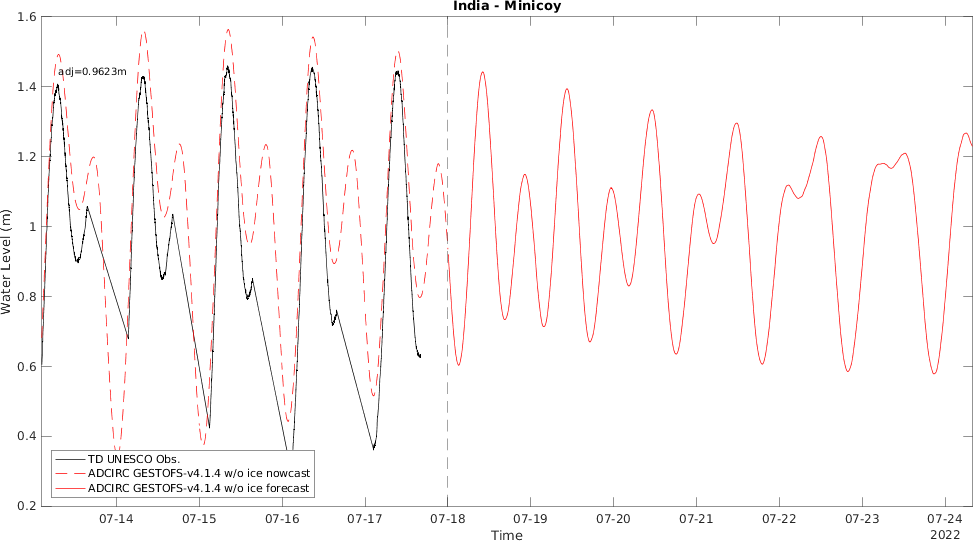 India - Minicoy
1.6
1.4
1.2
1
0.8
0.6
0.4
0.2
Water Level (m)
adj=0.9623m
TD UNESCO Obs.
ADCIRC GESTOFS-v4.1.4 w/o ice nowcast
ADCIRC GESTOFS-v4.1.4 w/o ice forecast
07-14 07-15 07-16 07-17 07-18 07-19 07-20 07-21 07-22 07-23 07-24
Time
2022